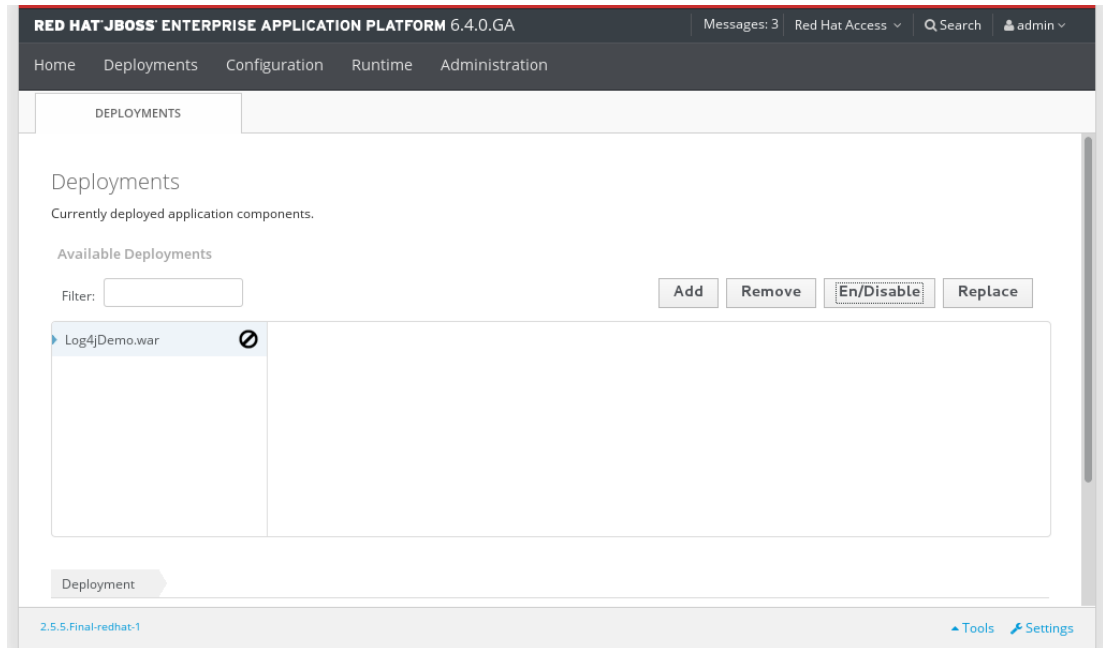 RED HAT JBOSS ENTERPRISE APPLICATION PLATFORM 6.4.0.GA Messages: 3 Red Hat Access Search admin
Home Deployments Configuration Runtime Administration
DEPLOYMENTS
Deployments
Currently deployed application components.
Available Deployments
Filter: Add Remove En/Disable Replace
Log4jDemo.war
Deployment
2.5.5.Final-redhat-1 Tools Settings